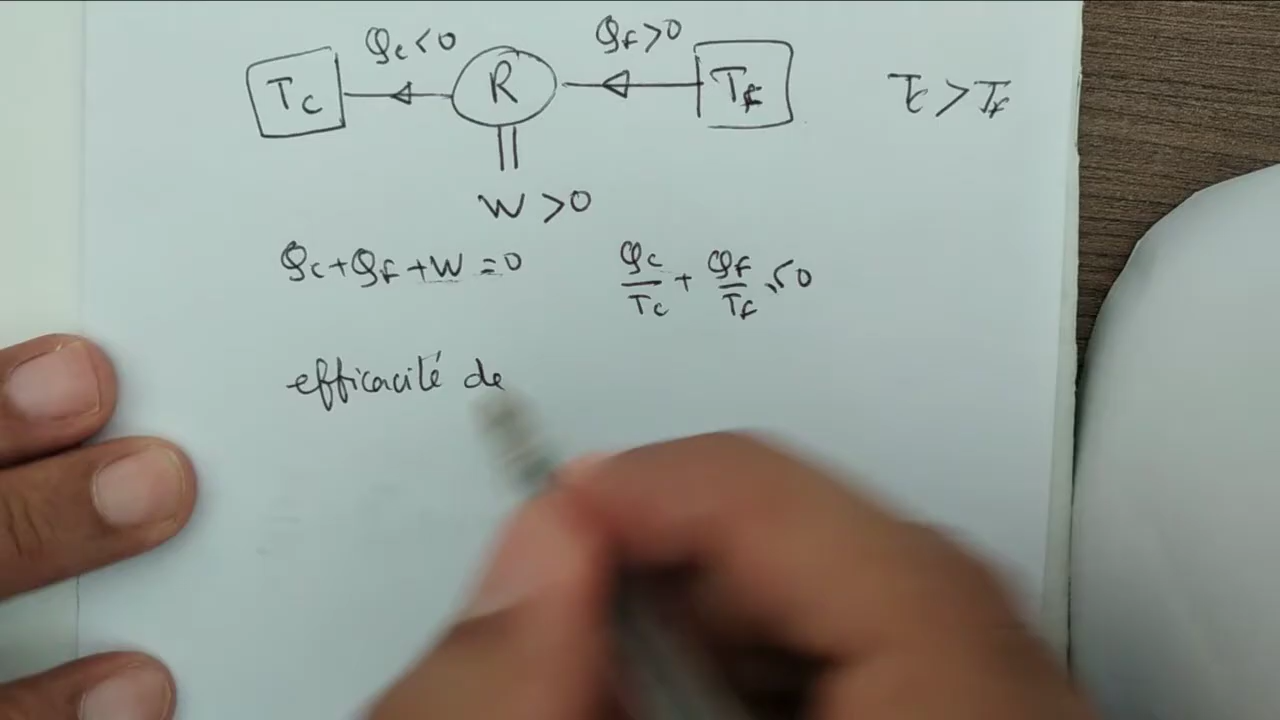 Qc<0 Qf>0
Tc R Tf Tc > Tf
W >0
Qc+Qf+W=0 Qc/Tc + Qf/Tf ≤0
efficacité de